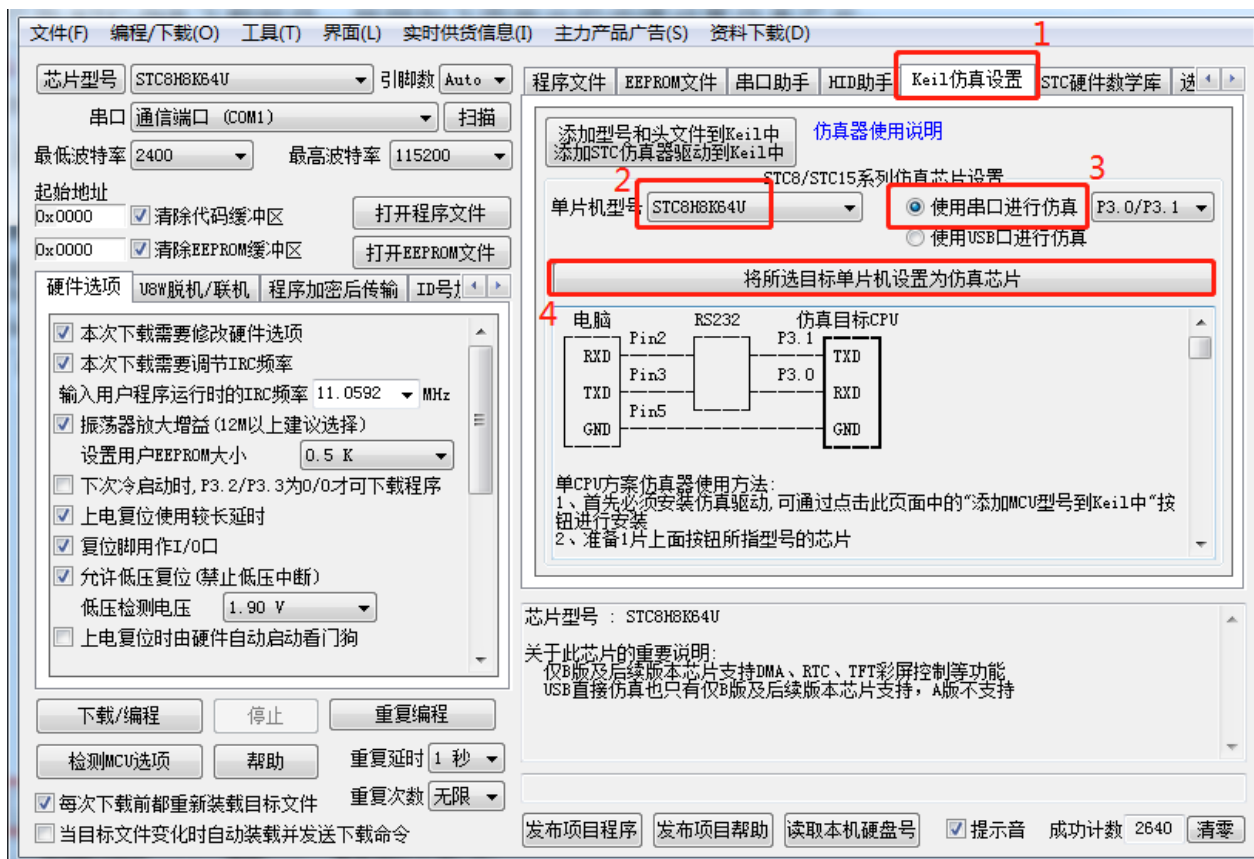 文件(F) 编程/下载(O) 工具(T) 界面(L) 实时供货信息(I) 主力产品广告(S) 资料下载(D)
1
芯片型号 STC8H8K64U 引脚数 Auto
串口 通信端口 (COM1) 扫描
最低波特率 2400 最高波特率 115200
起始地址
0x0000 清除代码缓冲区 打开程序文件
0x0000 清除EEPROM缓冲区 打开EEPROM文件
硬件选项 U8W脱机/联机 程序加密后传输
本次下载需要修改硬件选项
本次下载需要调节IRC频率
输入用户程序运行时的IRC频率 11.0592 MHz
振荡器放大增益(12M以上建议选择)
设置用户EEPROM大小 0.5 K
下次冷启动时,P3.2/P3.3为0/0才可下载程序
上电复位使用较长延时
复位脚用作I/O口
允许低压复位(禁止低压中断)
低压检测电压 1.90 V
上电复位时由硬件自动启动看门狗
下载/编程 停止 重复编程
检测MCU选项 帮助 重复延时 1 秒
每次下载前都重新装载目标文件 重复次数 无限
当目标文件变化时自动装载并发送下载命令
程序文件 EEPROM文件 串口助手 HID助手 Keil仿真设置 STC硬件数学库
添加型号和头文件到Keil中
添加STC仿真器驱动到Keil中
仿真器使用说明
STC8/STC15系列仿真芯片设置
2
3
单片机型号 STC8H8K64U 使用串口进行仿真 P3.0/P3.1
使用USB口进行仿真
将所选目标单片机设置为仿真芯片
4
电脑 RS232 仿真目标CPU
Pin2 P3.1
RXD TXD
Pin3 P3.0
TXD RXD
Pin5
GND GND
单CPU方案仿真器使用方法:
1、首先必须安装仿真驱动,可通过点击此页面中的“添加MCU型号到Keil中“按
钮进行安装
2、准备1片上面按钮所指型号的芯片
芯片型号 : STC8H8K64U
关于此芯片的重要说明:
仅B版及后续版本芯片支持DMA、RTC、TFT彩屏控制等功能
USB直接仿真也只有仅B版及后续版本芯片支持，A版不支持
发布项目程序 发布项目帮助 读取本机硬盘号 提示音 成功计数 2640 清零